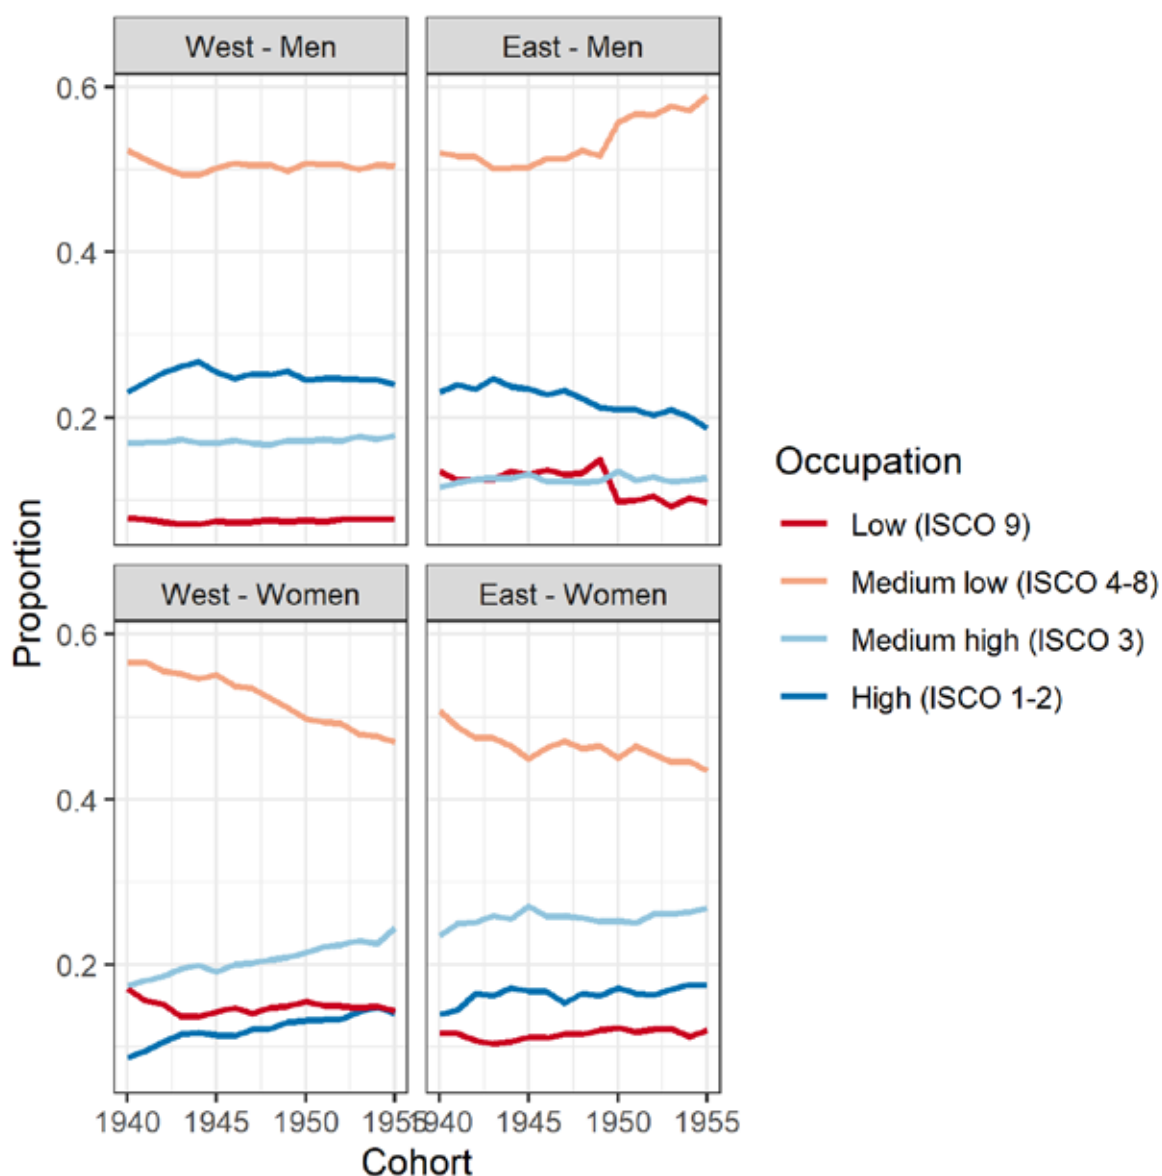 West - Men
East - Men
0.6
0.4
0.2
West - Women
East - Women
0.6
0.4
0.2
1940 1945 1950 1955
1940 1945 1950 1955
Cohort
Proportion
Occupation
Low (ISCO 9)
Medium low (ISCO 4-8)
Medium high (ISCO 3)
High (ISCO 1-2)